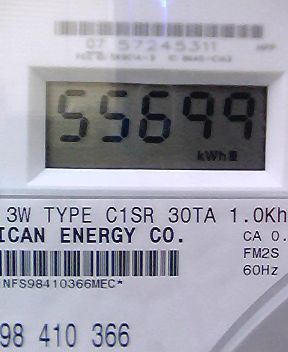 07 57245311
55699
kWh
3W TYPE C1SR 30TA 1.0Kh
ICAN ENERGY CO.
CA 0.
FM2S
60Hz
NFS98410366MEC*
98 410 366